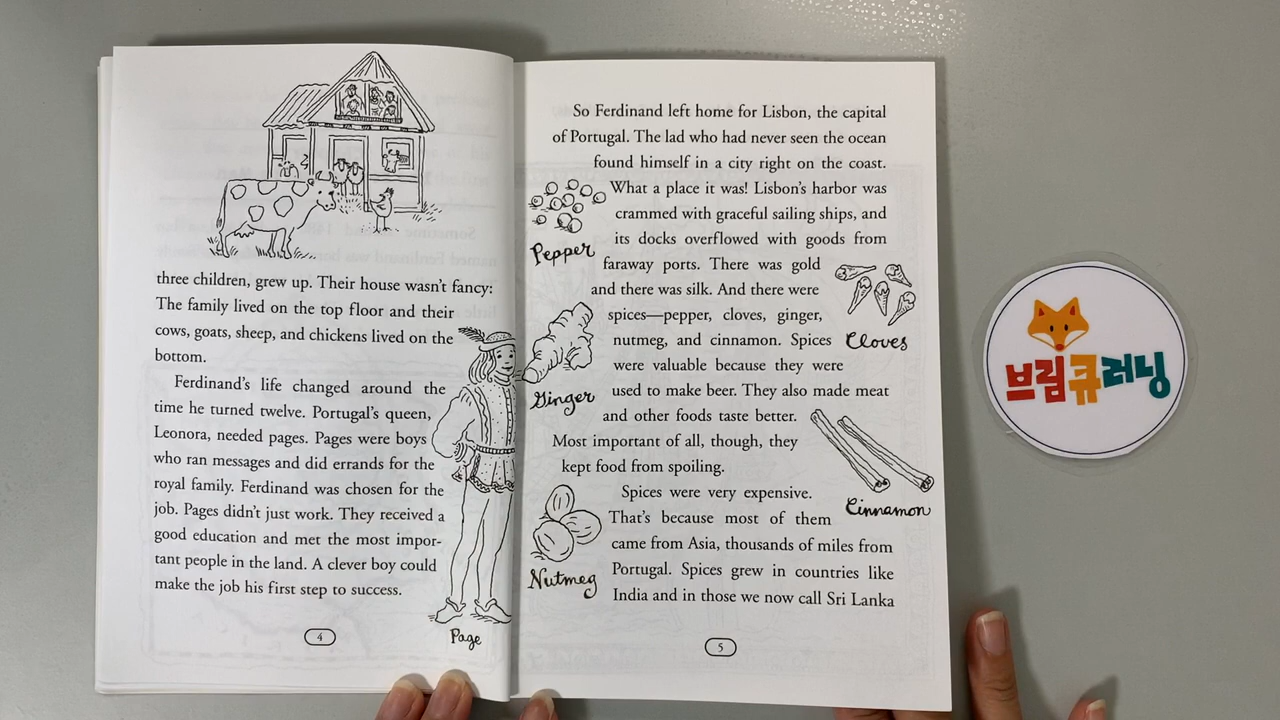 three children, grew up. Their house wasn't fancy:
The family lived on the top floor and their
cows, goats, sheep, and chickens lived on the
bottom.
Ferdinand's life changed around the
time he turned twelve. Portugal's queen,
Leonora, needed pages. Pages were boys
who ran messages and did errands for the
royal family. Ferdinand was chosen for the
job. Pages didn't just work. They received a
good education and met the most impor-
tant people in the land. A clever boy could
make the job his first step to success.
Page
4
So Ferdinand left home for Lisbon, the capital
of Portugal. The lad who had never seen the ocean
found himself in a city right on the coast.
What a place it was! Lisbon's harbor was
crammed with graceful sailing ships, and
its docks overflowed with goods from
faraway ports. There was gold
and there was silk. And there were
spices—pepper, cloves, ginger,
nutmeg, and cinnamon. Spices
were valuable because they were
used to make beer. They also made meat
and other foods taste better.
Most important of all, though, they
kept food from spoiling.
Spices were very expensive.
That's because most of them
came from Asia, thousands of miles from
Portugal. Spices grew in countries like
India and in those we now call Sri Lanka
Pepper
Cloves
Ginger
Cinnamon
Nutmeg
5
브림큐러닝